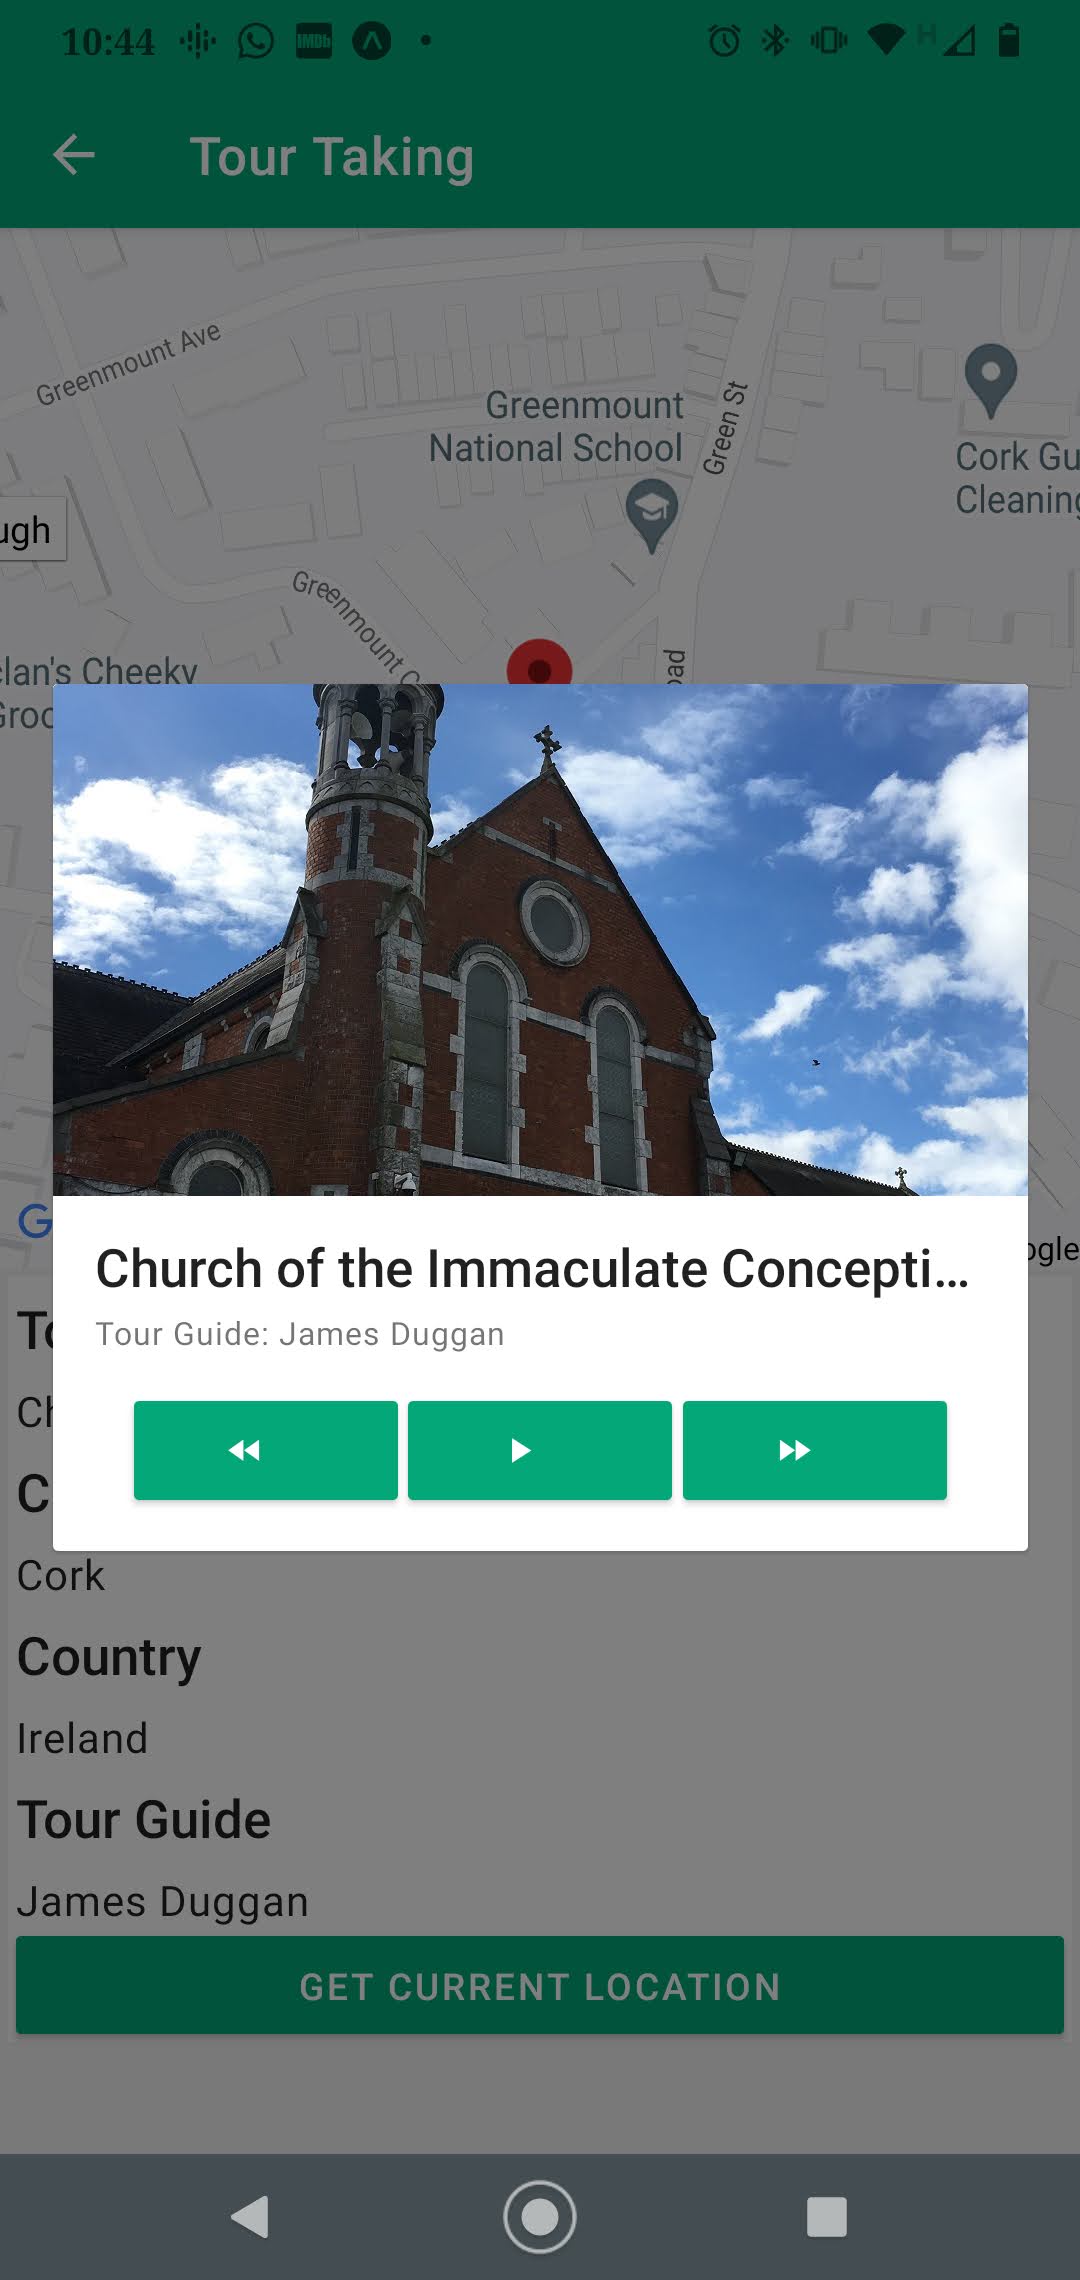 10:44
IMDb
H
Tour Taking
Greenmount Ave
Greenmount
National School
Green St
Cork Gu
Cleaning
ugh
Greenmount C
clan's Cheeky
Groc
oad
G
ogle
Church of the Immaculate Concepti...
Tour Guide: James Duggan
To
Ch
C
Cork
Country
Ireland
Tour Guide
James Duggan
GET CURRENT LOCATION